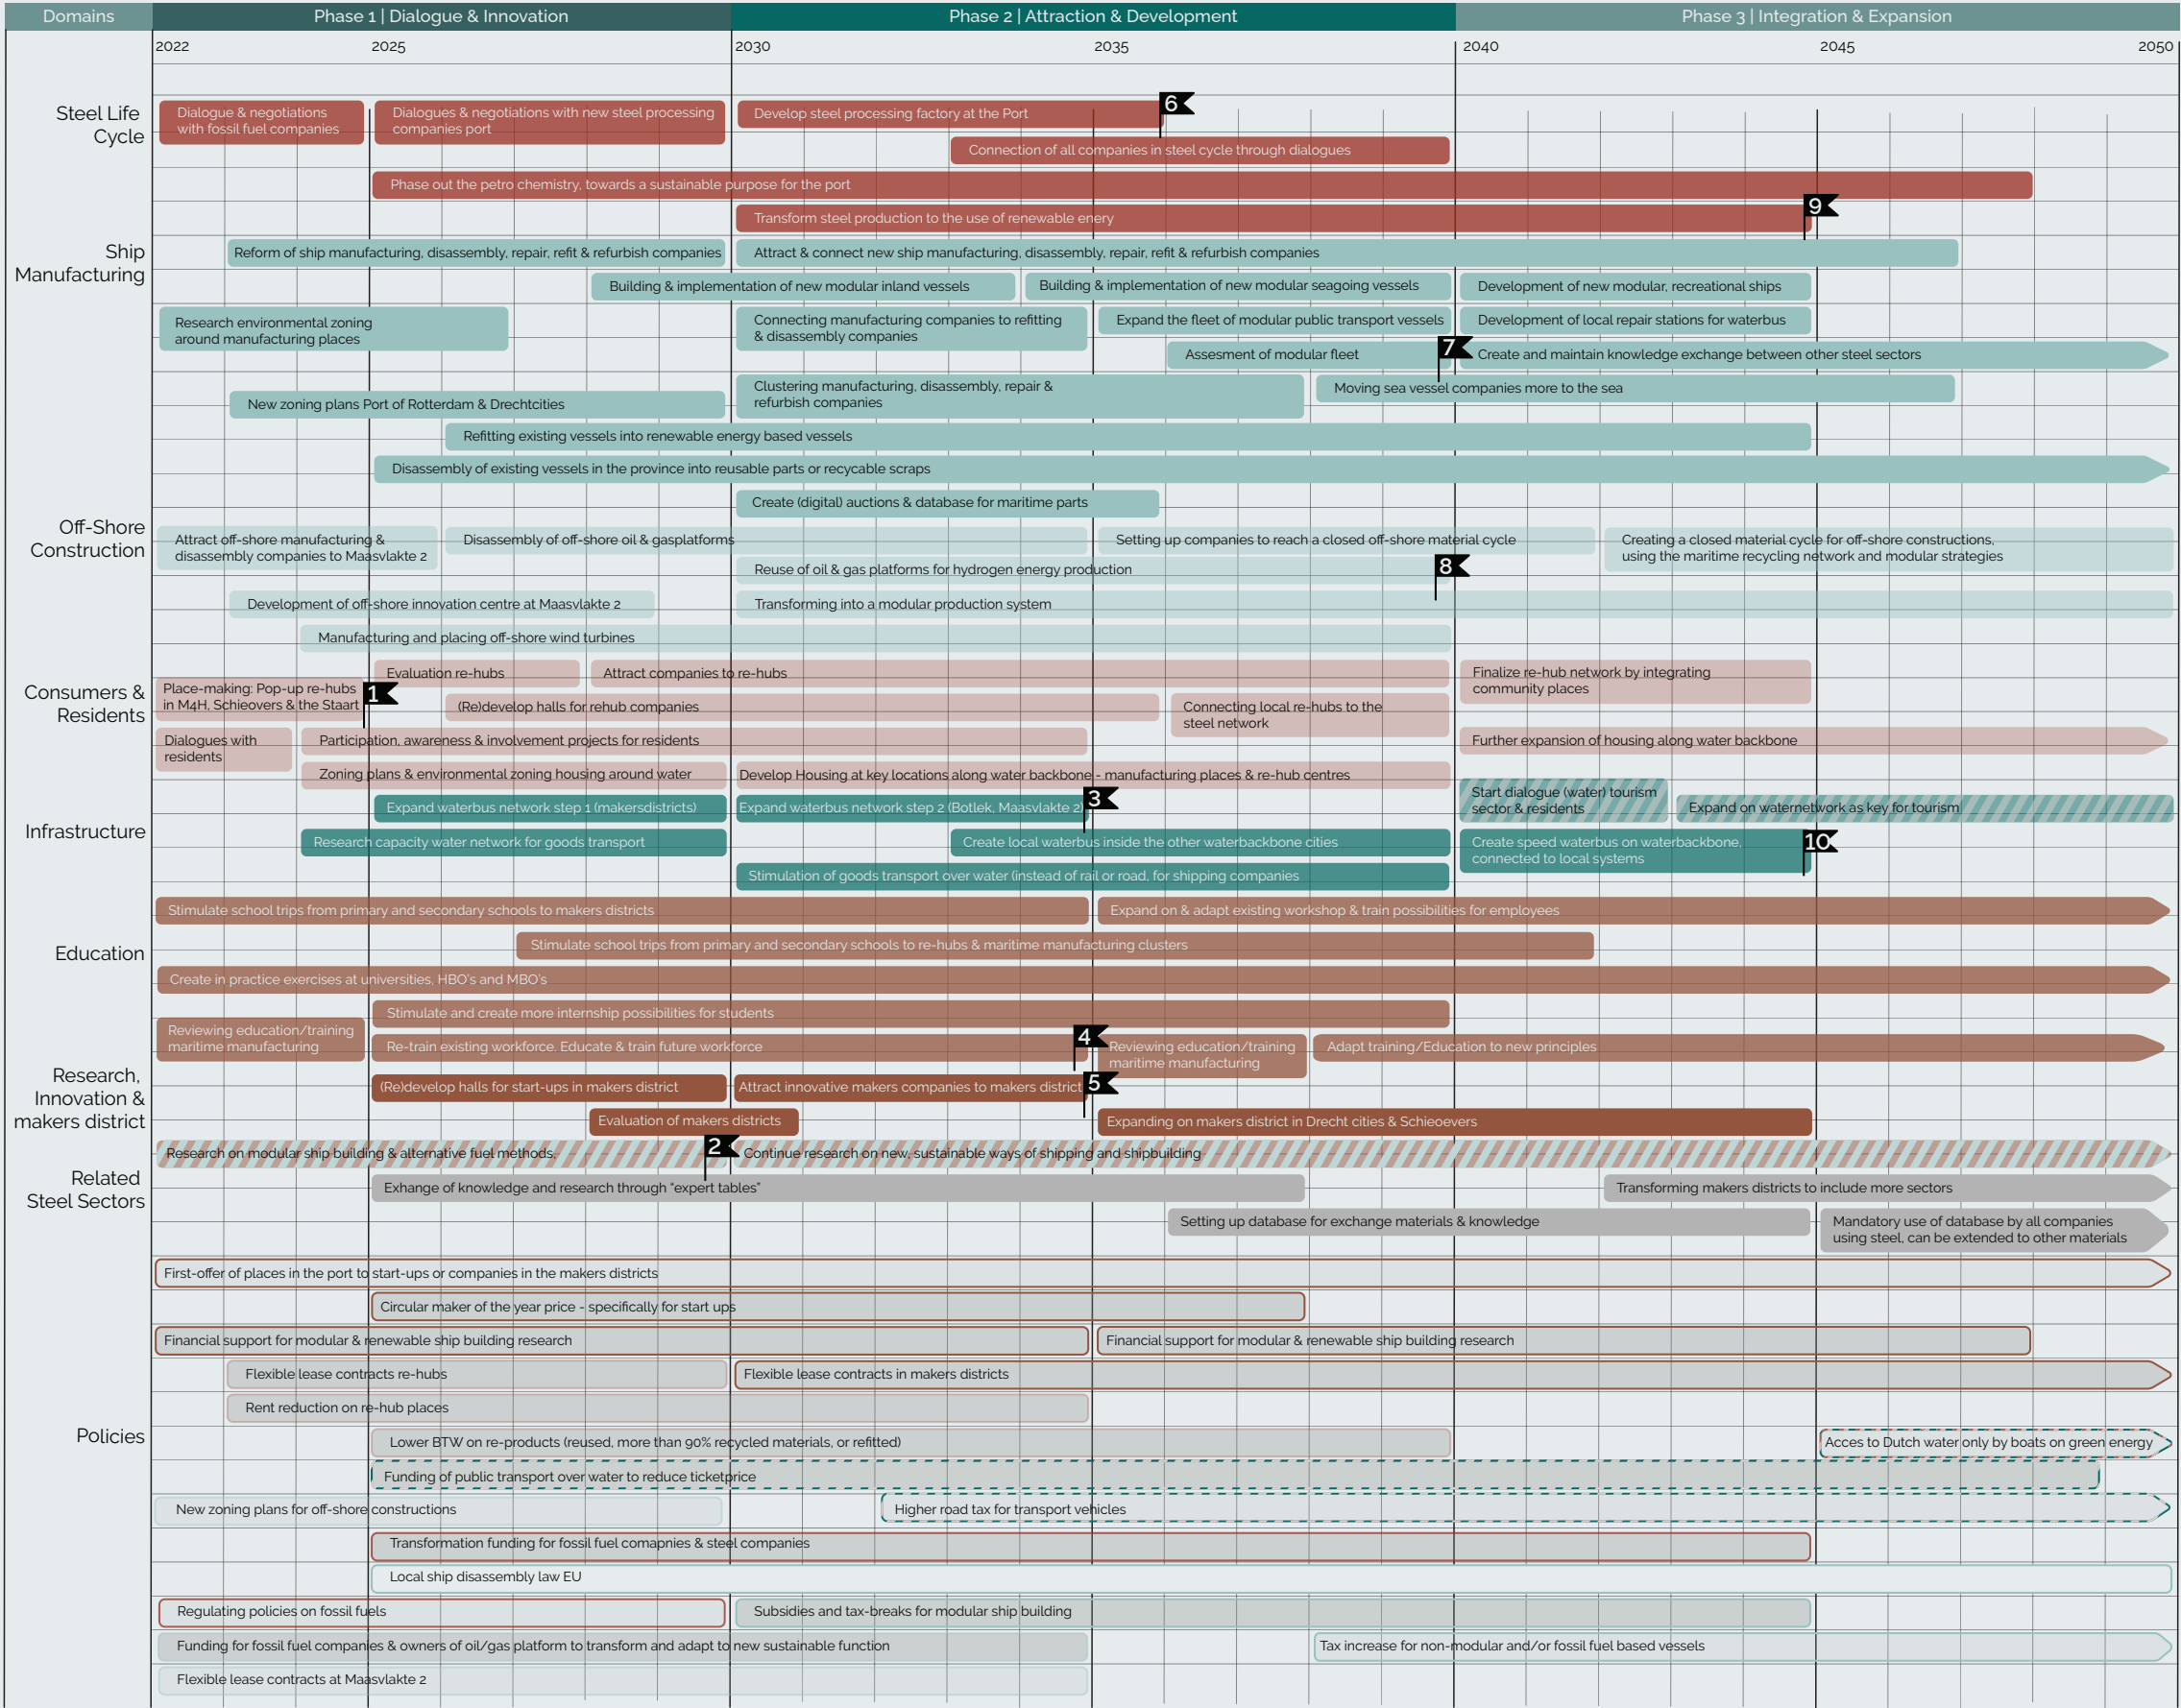 Domains
Phase 1 | Dialogue & Innovation
Phase 2 | Attraction & Development
Phase 3 | Integration & Expansion
2022
2025
2030
2035
2040
2045
2050
Steel Life
Cycle
Dialogue & negotiations
with fossil fuel companies
Dialogues & negotiations with new steel processing
companies port
Develop steel processing factory at the Port
6
Connection of all companies in steel cycle through dialogues
Phase out the petro chemistry, towards a sustainable purpose for the port
Transform steel production to the use of renewable enery
9
Ship
Manufacturing
Reform of ship manufacturing, disassembly, repair, refit & refurbish companies
Attract & connect new ship manufacturing, disassembly, repair, refit & refurbish companies
Building & implementation of new modular inland vessels
Building & implementation of new modular seagoing vessels
Development of new modular, recreational ships
Research environmental zoning
around manufacturing places
Connecting manufacturing companies to refitting
& disassembly companies
Expand the fleet of modular public transport vessels
Development of local repair stations for waterbus
Assesment of modular fleet
7
Create and maintain knowledge exchange between other steel sectors
New zoning plans Port of Rotterdam & Drechtcities
Clustering manufacturing, disassembly, repair &
refurbish companies
Moving sea vessel companies more to the sea
Refitting existing vessels into renewable energy based vessels
Disassembly of existing vessels in the province into reusable parts or recycable scraps
Create (digital) auctions & database for maritime parts
Off-Shore
Construction
Attract off-shore manufacturing &
disassembly companies to Maasvlakte 2
Disassembly of off-shore oil & gasplatforms
Setting up companies to reach a closed off-shore material cycle
Creating a closed material cycle for off-shore constructions,
using the maritime recycling network and modular strategies
Reuse of oil & gas platforms for hydrogen energy production
8
Development of off-shore innovation centre at Maasvlakte 2
Transforming into a modular production system
Manufacturing and placing off-shore wind turbines
Consumers &
Residents
Place-making: Pop-up re-hubs
in M4H, Schieovers & the Staart
1
Evaluation re-hubs
Attract companies to re-hubs
Finalize re-hub network by integrating
community places
(Re)develop halls for rehub companies
Connecting local re-hubs to the
steel network
Dialogues with
residents
Participation, awareness & involvement projects for residents
Further expansion of housing along water backbone
Zoning plans & environmental zoning housing around water
Develop Housing at key locations along water backbone - manufacturing places & re-hub centres
Infrastructure
Expand waterbus network step 1 (makersdistricts)
Expand waterbus network step 2 (Botlek, Maasvlakte 2)
3
Start dialogue (water) tourism
sector & residents
Expand on waternetwork as key for tourism
Research capacity water network for goods transport
Create local waterbus inside the other waterbackbone cities
Create speed waterbus on waterbackbone,
connected to local systems
10
Stimulation of goods transport over water (instead of rail or road, for shipping companies
Education
Stimulate school trips from primary and secondary schools to makers districts
Expand on & adapt existing workshop & train possibilities for employees
Stimulate school trips from primary and secondary schools to re-hubs & maritime manufacturing clusters
Create in practice exercises at universities, HBO's and MBO's
Stimulate and create more internship possibilities for students
Reviewing education/training
maritime manufacturing
Re-train existing workforce. Educate & train future workforce
4
Reviewing education/training
maritime manufacturing
Adapt training/Education to new principles
Research,
Innovation &
makers district
(Re)develop halls for start-ups in makers district
Attract innovative makers companies to makers district
5
Evaluation of makers districts
Expanding on makers district in Drecht cities & Schieoevers
Research on modular ship building & alternative fuel methods,
2
Continue research on new, sustainable ways of shipping and shipbuilding
Related
Steel Sectors
Exhange of knowledge and research through "expert tables"
Transforming makers districts to include more sectors
Setting up database for exchange materials & knowledge
Mandatory use of database by all companies
using steel, can be extended to other materials
Policies
First-offer of places in the port to start-ups or companies in the makers districts
Circular maker of the year price - specifically for start ups
Financial support for modular & renewable ship building research
Financial support for modular & renewable ship building research
Flexible lease contracts re-hubs
Flexible lease contracts in makers districts
Rent reduction on re-hub places
Lower BTW on re-products (reused, more than 90% recycled materials, or refitted)
Acces to Dutch water only by boats on green energy
Funding of public transport over water to reduce ticketprice
New zoning plans for off-shore constructions
Higher road tax for transport vehicles
Transformation funding for fossil fuel comapnies & steel companies
Local ship disassembly law EU
Regulating policies on fossil fuels
Subsidies and tax-breaks for modular ship building
Funding for fossil fuel companies & owners of oil/gas platform to transform and adapt to new sustainable function
Tax increase for non-modular and/or fossil fuel based vessels
Flexible lease contracts at Maasvlakte 2